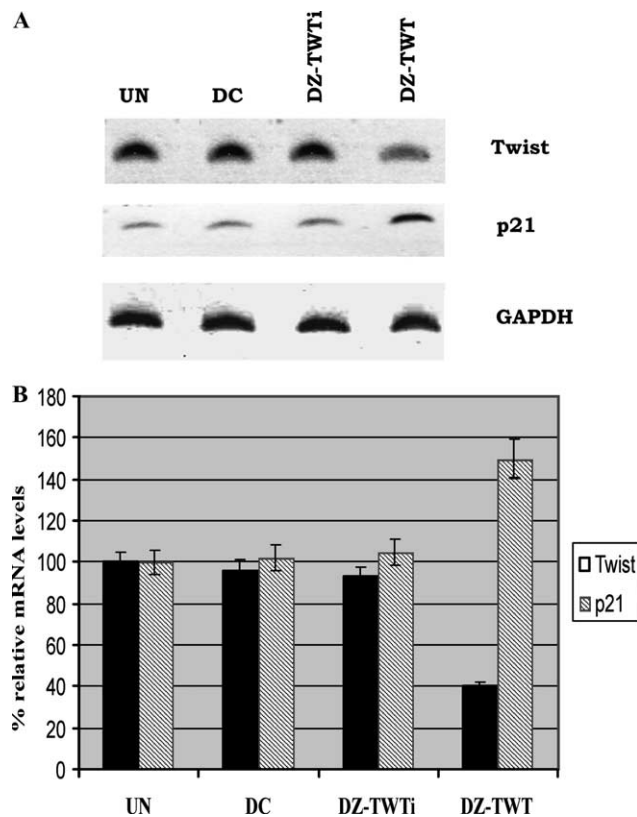 A
UN DC DZ-TWTi DZ-TWT
Twist
p21
GAPDH
B
% relative mRNA levels
180
160
140
120
100
80
60
40
20
0
UN DC DZ-TWTi DZ-TWT
Twist
p21